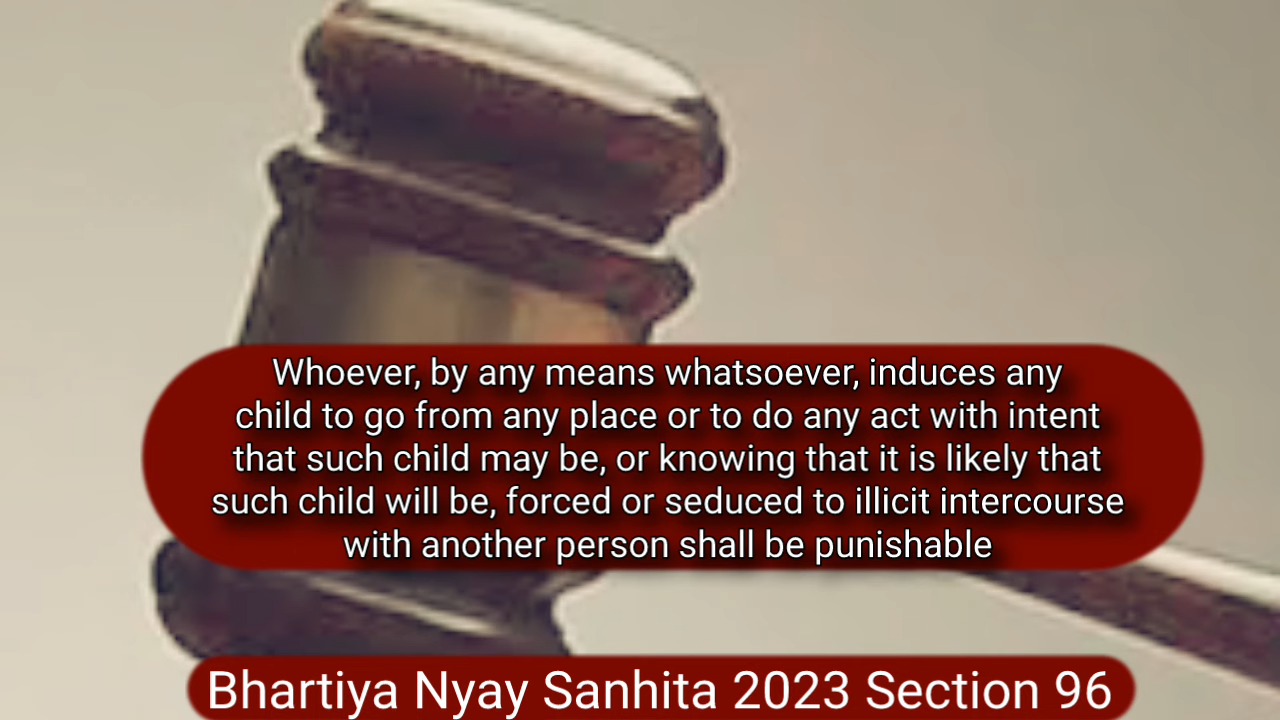 Whoever, by any means whatsoever, induces any
child to go from any place or to do any act with intent
that such child may be, or knowing that it is likely that
such child will be, forced or seduced to illicit intercourse
with another person shall be punishable
Bhartiya Nyay Sanhita 2023 Section 96